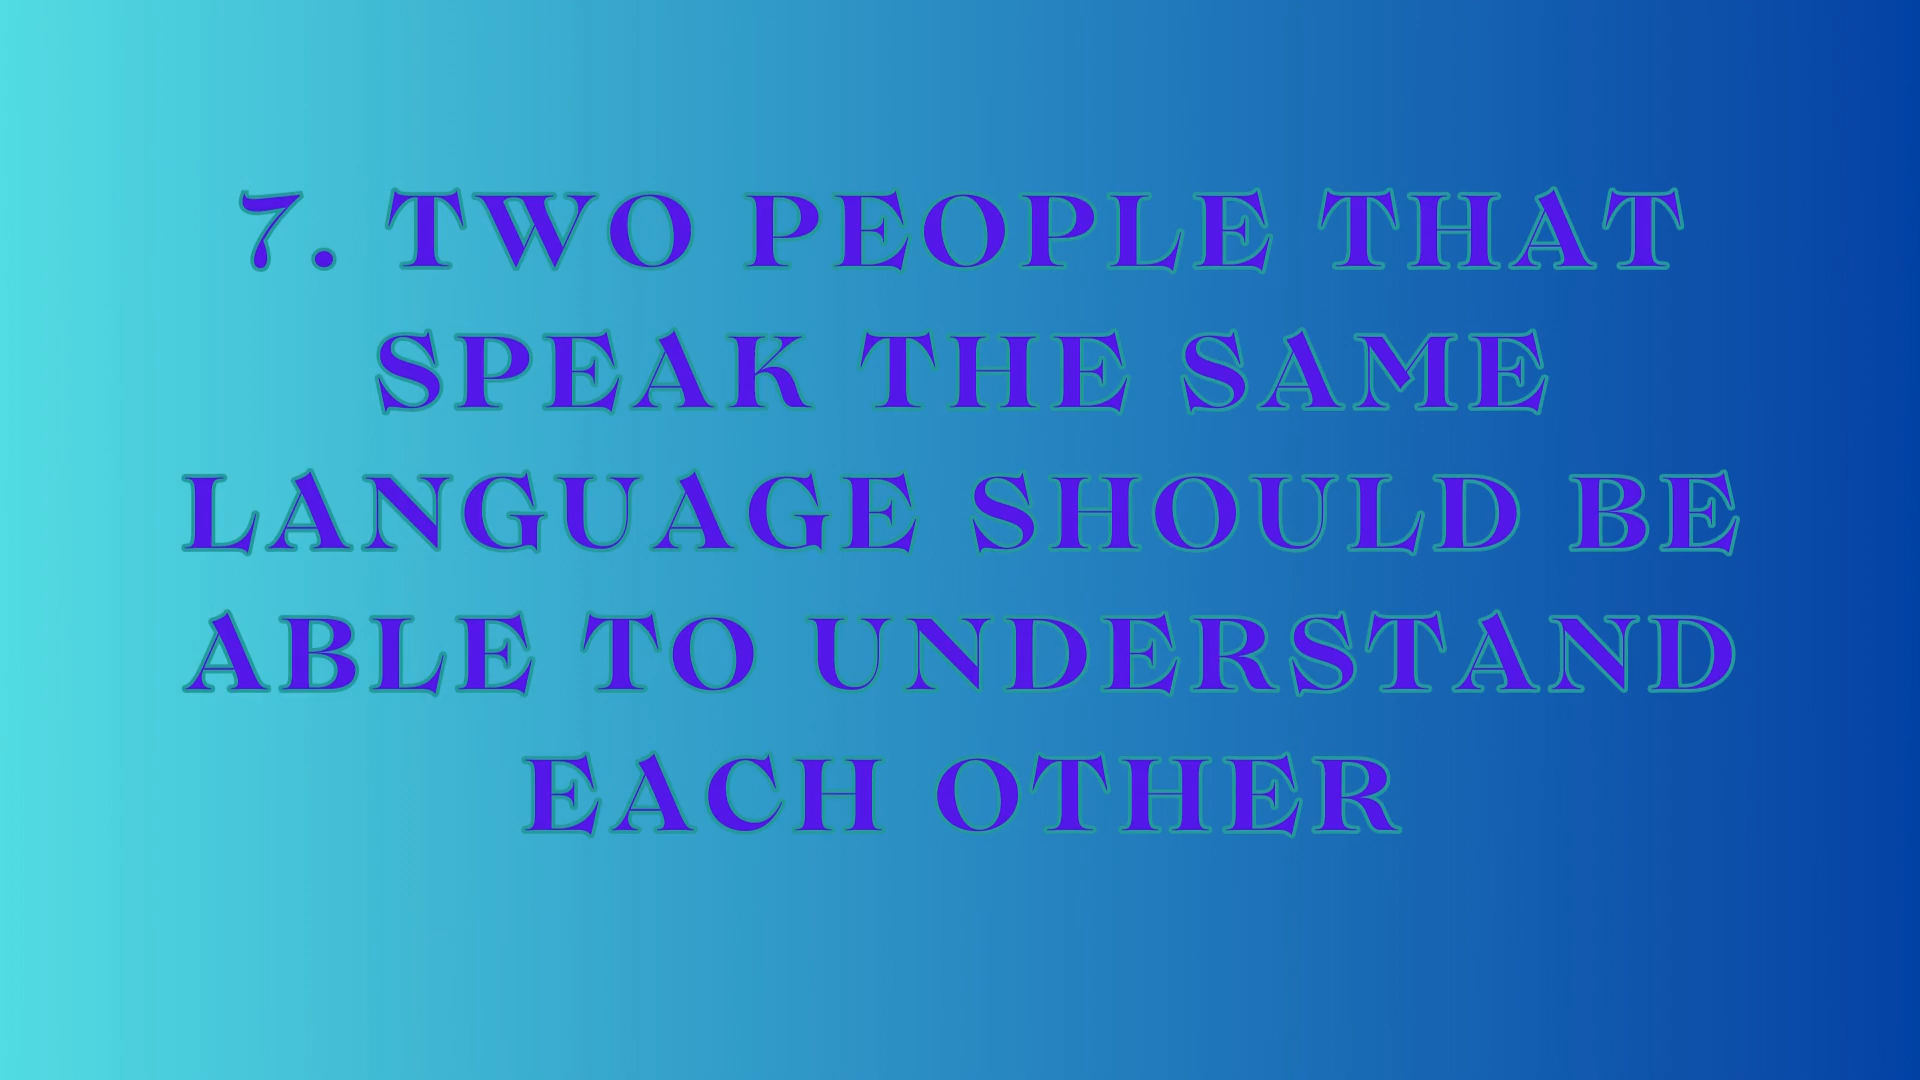 7. TWO PEOPLE THAT
SPEAK THE SAME
LANGUAGE SHOULD BE
ABLE TO UNDERSTAND
EACH OTHER